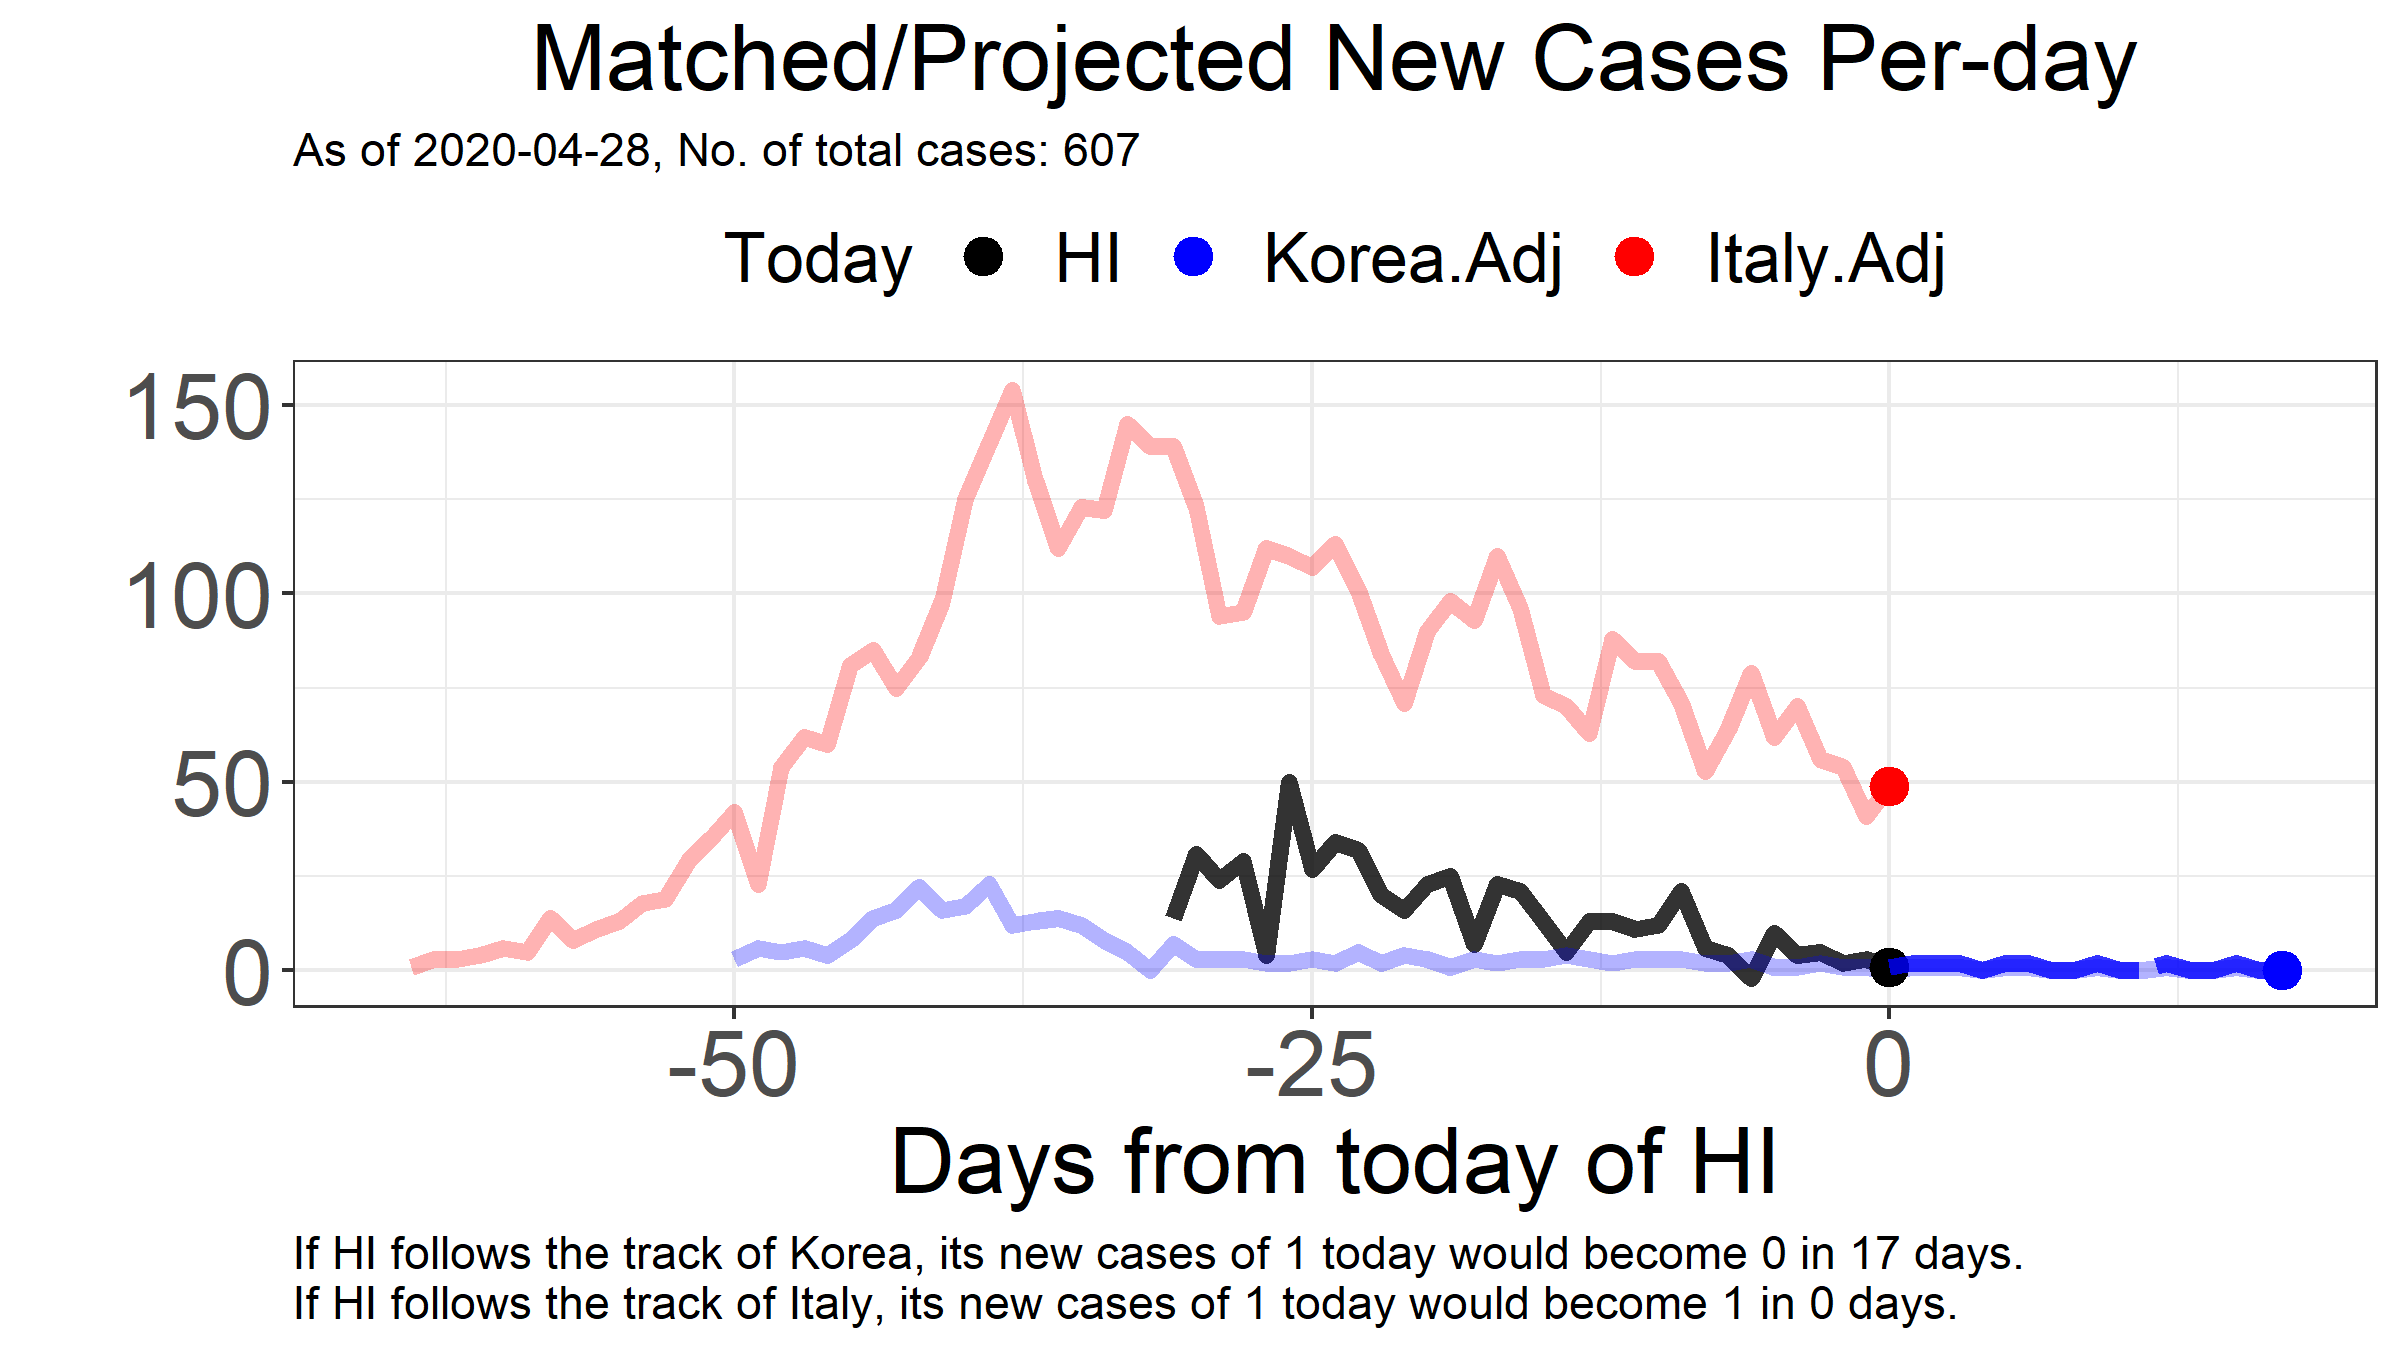 Matched/Projected New Cases Per-day
As of 2020-04-28, No. of total cases: 607
Today HI Korea.Adj Italy.Adj
150
100
50
0
-50 -25 0
Days from today of HI
If HI follows the track of Korea, its new cases of 1 today would become 0 in 17 days.
If HI follows the track of Italy, its new cases of 1 today would become 1 in 0 days.